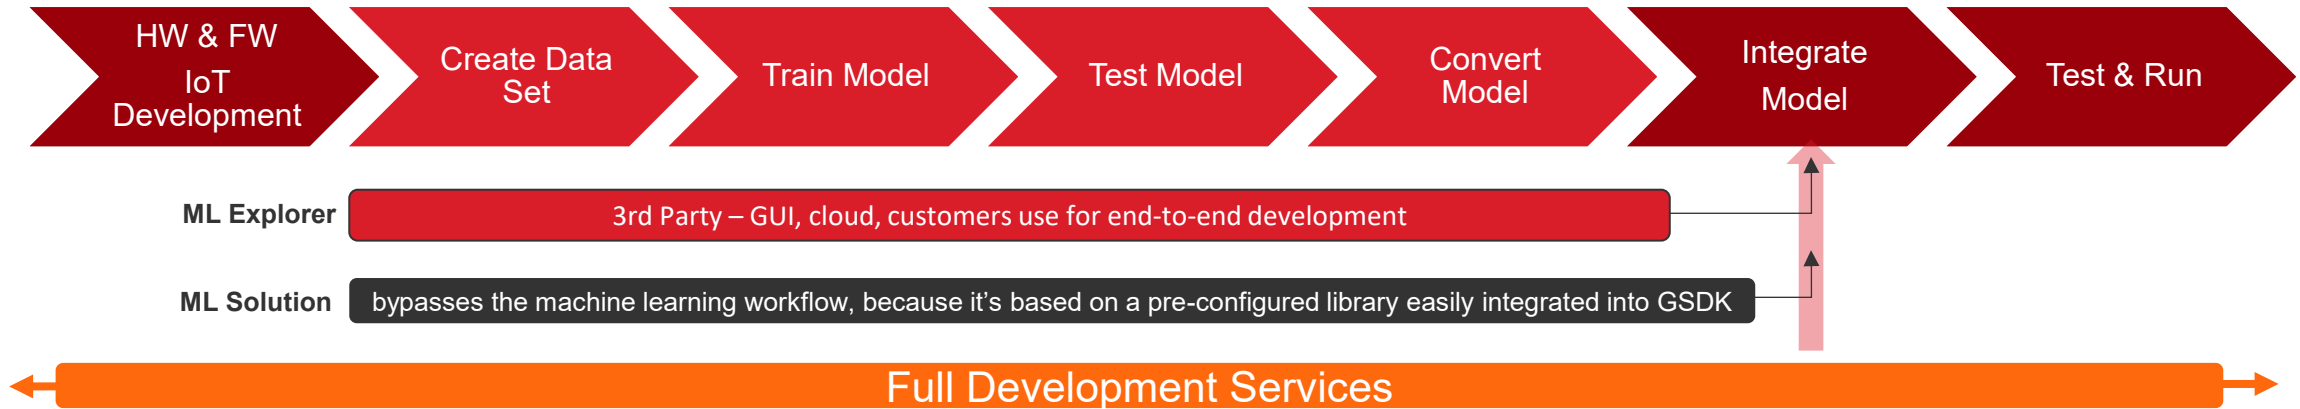 HW & FW
IoT
Development
Create Data
Set
Train Model
Test Model
Convert
Model
Integrate
Model
Test & Run
ML Explorer
3rd Party – GUI, cloud, customers use for end-to-end development
ML Solution
bypasses the machine learning workflow, because it’s based on a pre-configured library easily integrated into GSDK
Full Development Services